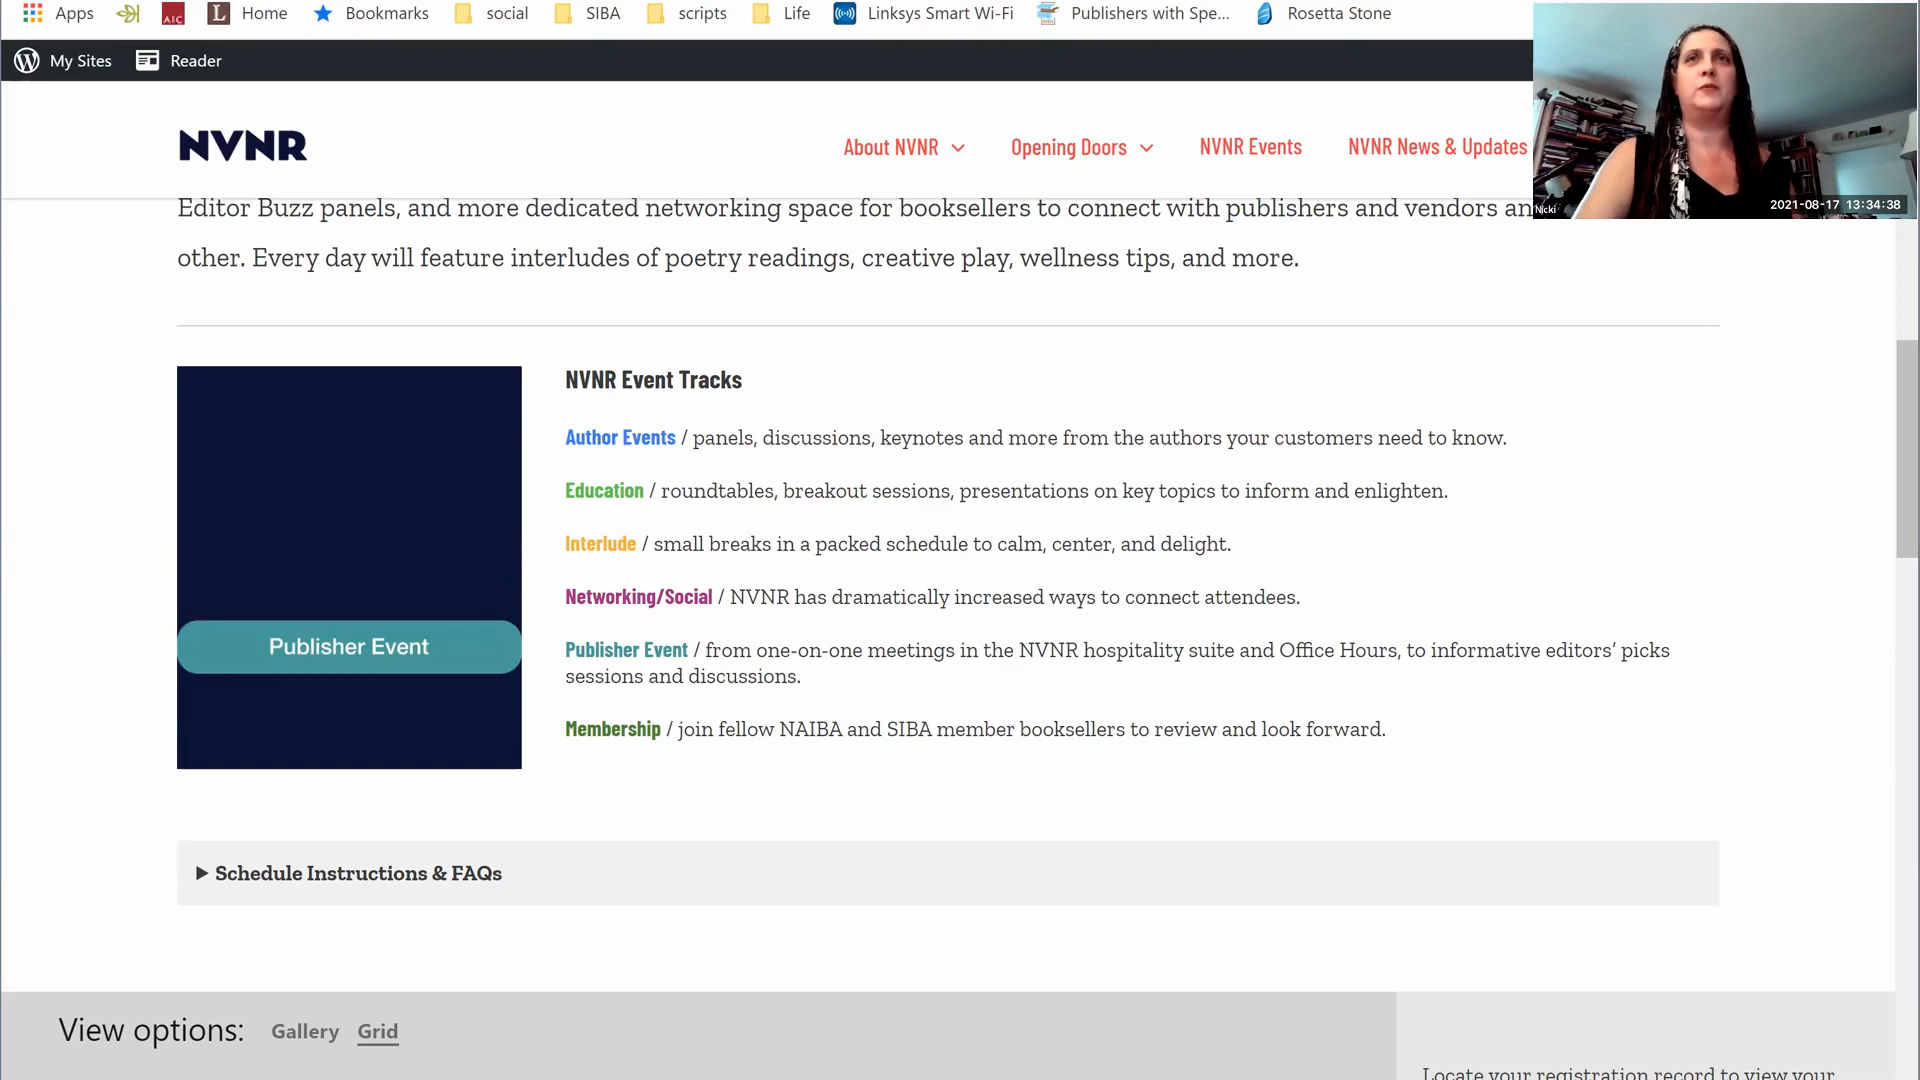 Apps
AIC
L
Home
Bookmarks
social
SIBA
scripts
Life
Linksys Smart Wi-Fi
Publishers with Spe...
Rosetta Stone
My Sites
Reader
NVNR
About NVNR
Opening Doors
NVNR Events
NVNR News & Updates
Nicki
2021-08-17 13:34:38
Editor Buzz panels, and more dedicated networking space for booksellers to connect with publishers and vendors an
other. Every day will feature interludes of poetry readings, creative play, wellness tips, and more.
NVNR Event Tracks
Author Events / panels, discussions, keynotes and more from the authors your customers need to know.
Education / roundtables, breakout sessions, presentations on key topics to inform and enlighten.
Interlude / small breaks in a packed schedule to calm, center, and delight.
Networking/Social / NVNR has dramatically increased ways to connect attendees.
Publisher Event
Publisher Event / from one-on-one meetings in the NVNR hospitality suite and Office Hours, to informative editors’ picks
sessions and discussions.
Membership / join fellow NAIBA and SIBA member booksellers to review and look forward.
Schedule Instructions & FAQs
View options:
Gallery
Grid
Locate your registration record to view your